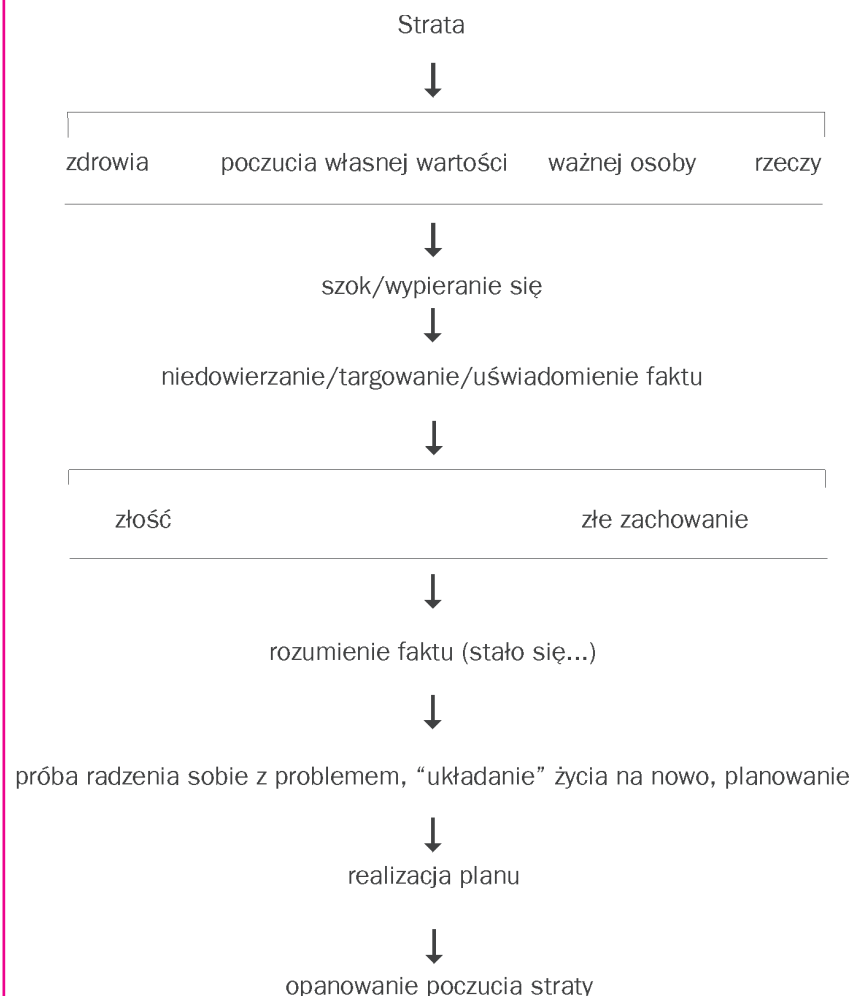 Strata
zdrowia poczucia własnej wartości ważnej osoby rzeczy
szok/wypieranie się
niedowierzanie/targowanie/uświadomienie faktu
złość złe zachowanie
rozumienie faktu (stało się...)
próba radzenia sobie z problemem, “układanie” życia na nowo, planowanie
realizacja planu
opanowanie poczucia straty